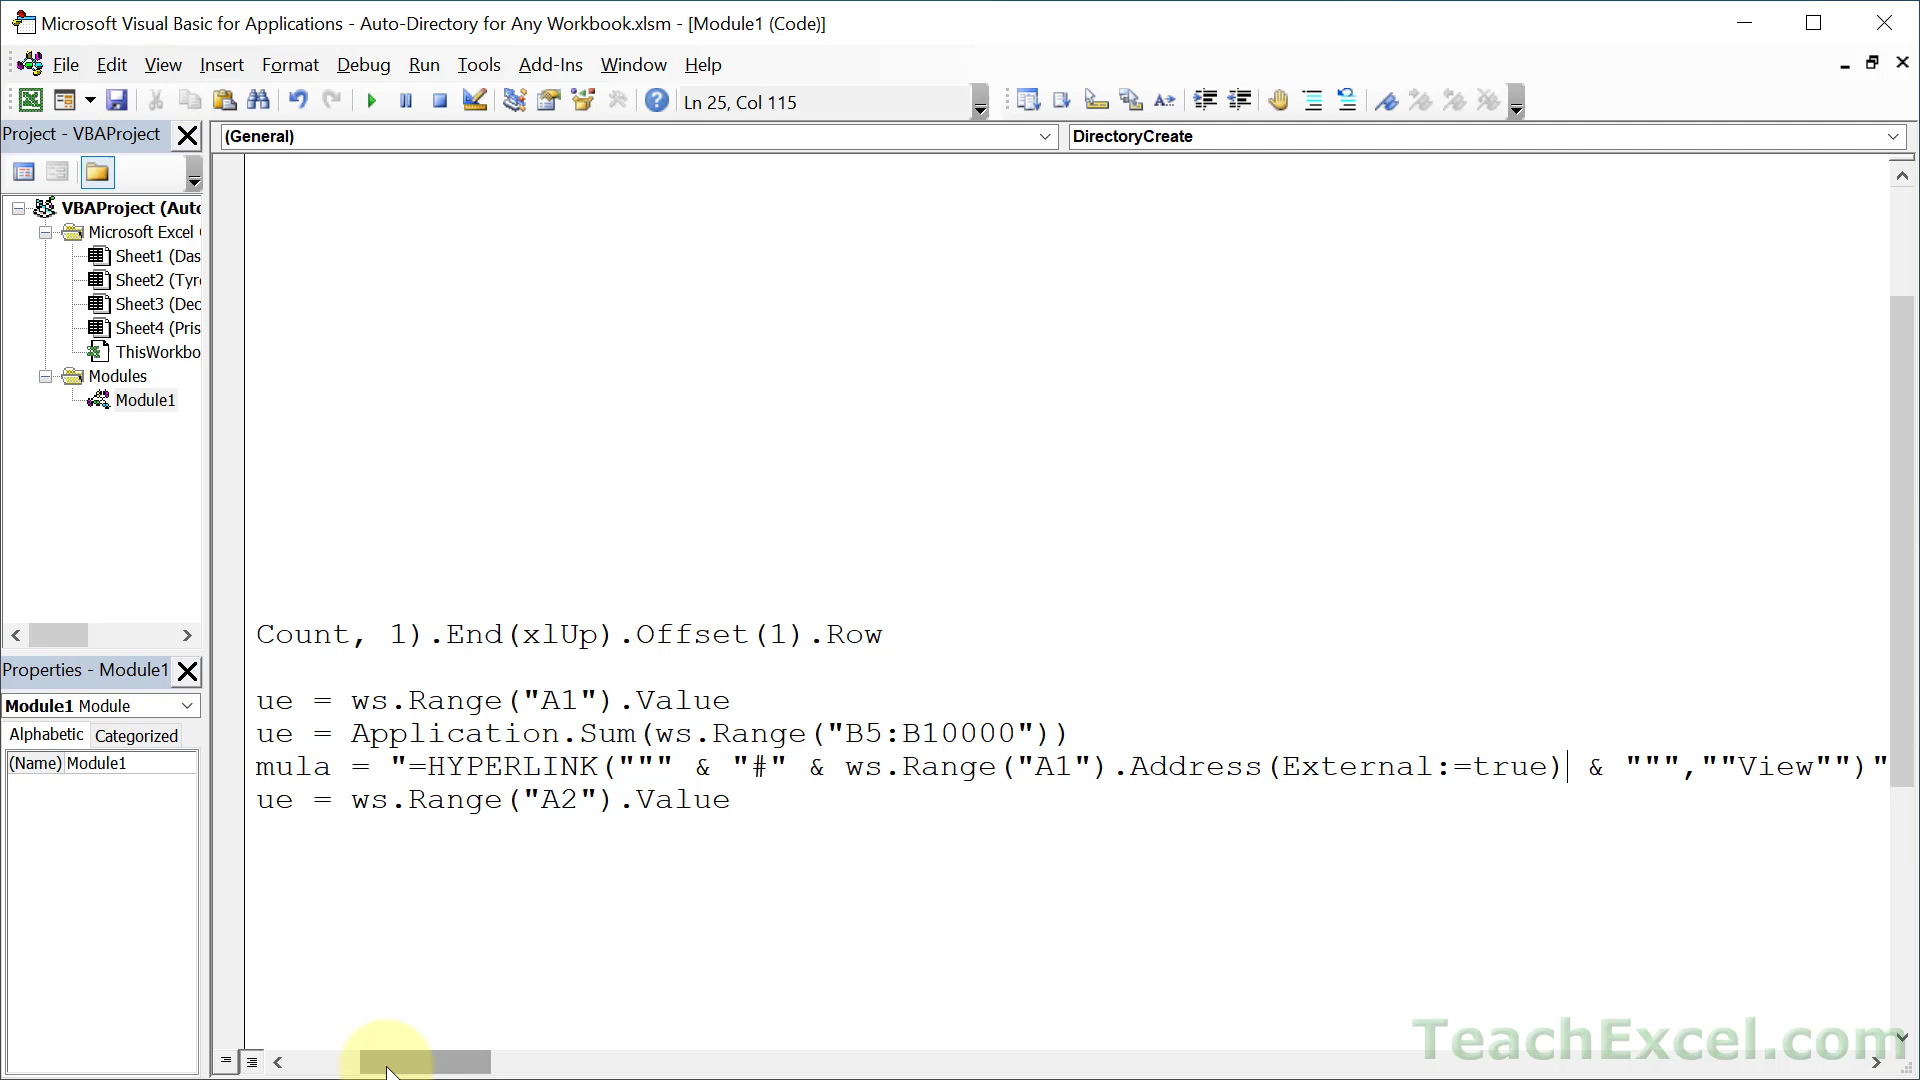 Microsoft Visual Basic for Applications - Auto-Directory for Any Workbook.xlsm - [Module1 (Code)]
File Edit View Insert Format Debug Run Tools Add-Ins Window Help
Ln 25, Col 115
Project - VBAProject
(General)
DirectoryCreate
VBAProject (Auto
Microsoft Excel
Sheet1 (Das
Sheet2 (Tyre
Sheet3 (Dec
Sheet4 (Pris
ThisWorkbo
Modules
Module1
Properties - Module1
Module1 Module
Alphabetic Categorized
(Name) Module1
Count, 1).End(xlUp).Offset(1).Row
ue = ws.Range("A1").Value
ue = Application.Sum(ws.Range("B5:B10000"))
mula = "=HYPERLINK(""" & "#" & ws.Range("A1").Address(External:=true) & """,""View"")"
ue = ws.Range("A2").Value
TeachExcel.com